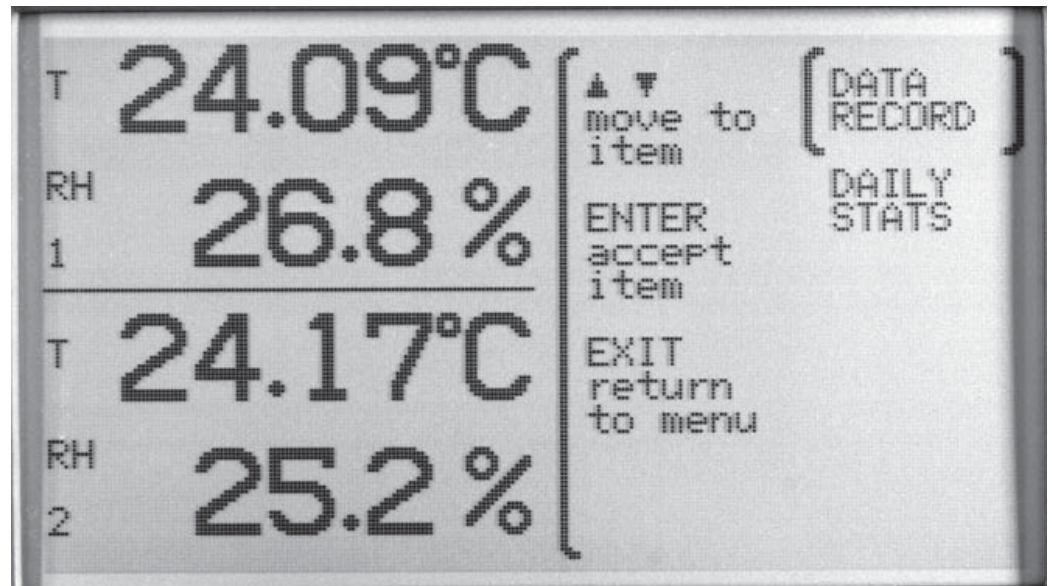 T 24.09°C
RH 26.8 %
1
T 24.17°C
RH 25.2 %
2
▲ ▼
move to
item
ENTER
accept
item
EXIT
return
to menu
DATA
RECORD
DAILY
STATS